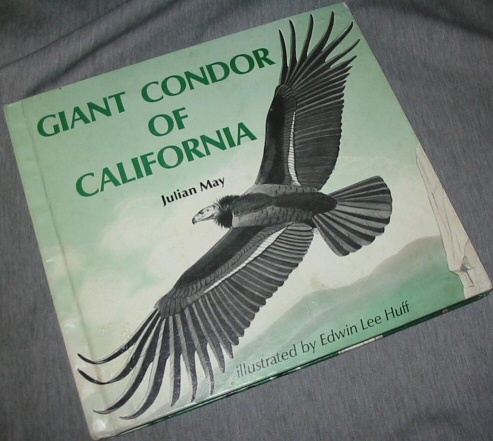 GIANT CONDOR
OF
CALIFORNIA
Julian May
illustrated by Edwin Lee Huff